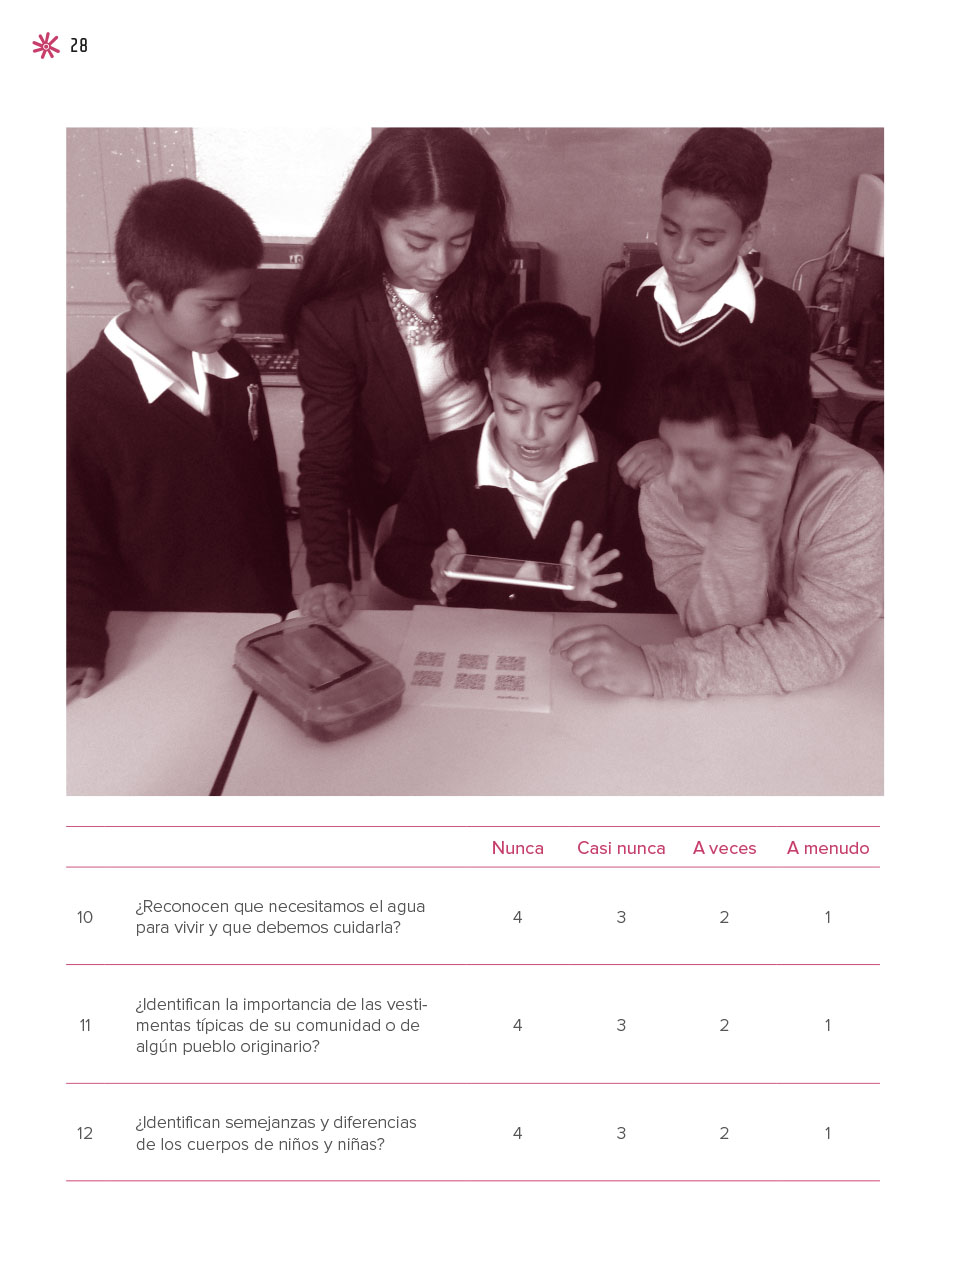 28
Nunca Casi nunca A veces A menudo
10 ¿Reconocen que necesitamos el agua 4 3 2 1
para vivir y que debemos cuidarla?
¿Identifican la importancia de las vesti-
11 mentas típicas de su comunidad o de 4 3 2 1
algún pueblo originario?
12 ¿Identifican semejanzas y diferencias 4 3 2 1
de los cuerpos de niños y niñas?